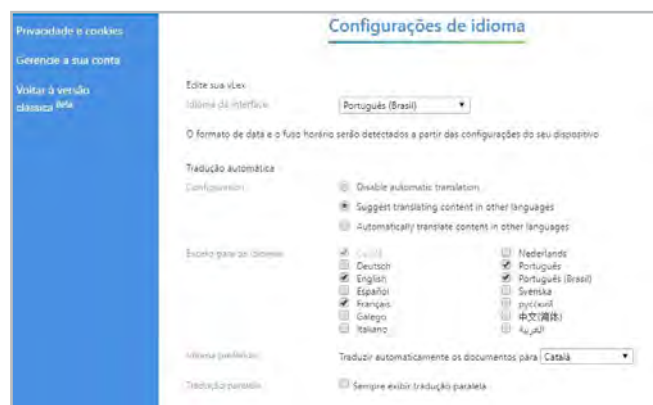 Configurações de idioma
Privacidade e cookies
Gerencie a sua conta
Voltar à versão
clássica Beta
Edite sua vLex
Idioma da interface
Português (Brasil)
O formato de data e o fuso horário serão detectados a partir das configurações do seu dispositivo
Tradução automática
Configuration
Disable automatic translation
Suggest translating content in other languages
Automatically translate content in other languages
Exceto para os idiomas
Català
Nederlands
Deutsch
Português
English
Português (Brasil)
Español
Svenska
Français
русский
Galego
中文(简体)
Italiano
العربية
Idioma preferido
Traduzir automaticamente os documentos para Català
Tradução paralela
Sempre exibir tradução paralela